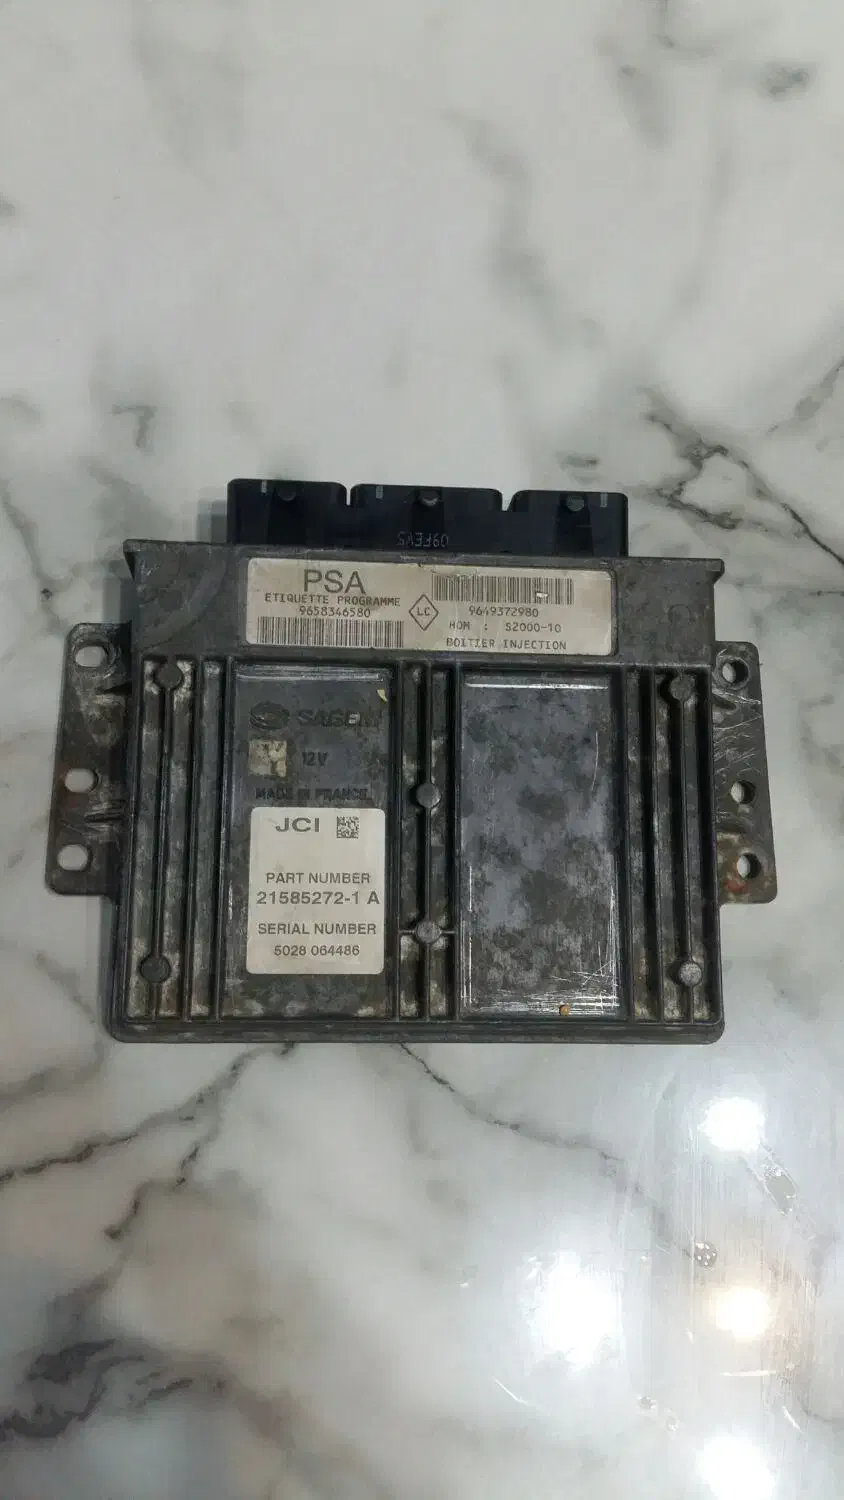 09FEV5
PSA
ETIQUETTE PROGRAMME
9658346580
LC
9649372980
HOM : S2000-10
BOITIER INJECTION
SAGEM
12V
MADE IN FRANCE
JCI
PART NUMBER
21585272-1 A
SERIAL NUMBER
5028 064486